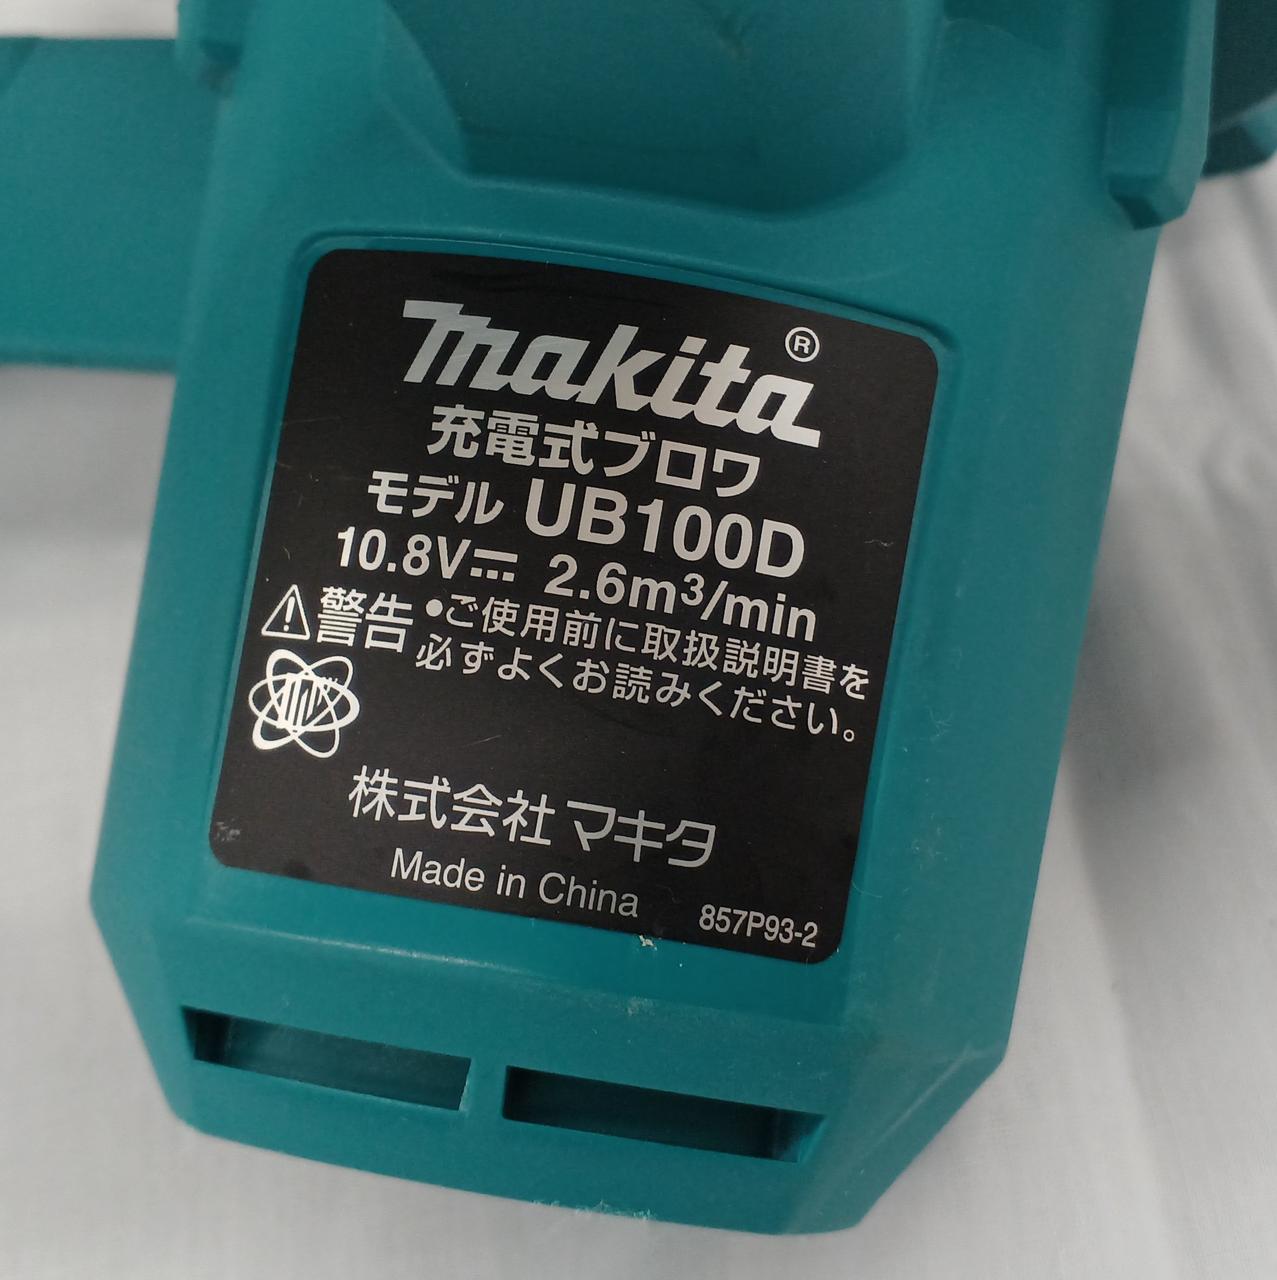 makita®
充電式ブロワ
モデル UB100D
10.8V⎓ 2.6m³/min
⚠警告 •ご使用前に取扱説明書を
必ずよくお読みください。
株式会社マキタ
Made in China 857P93-2